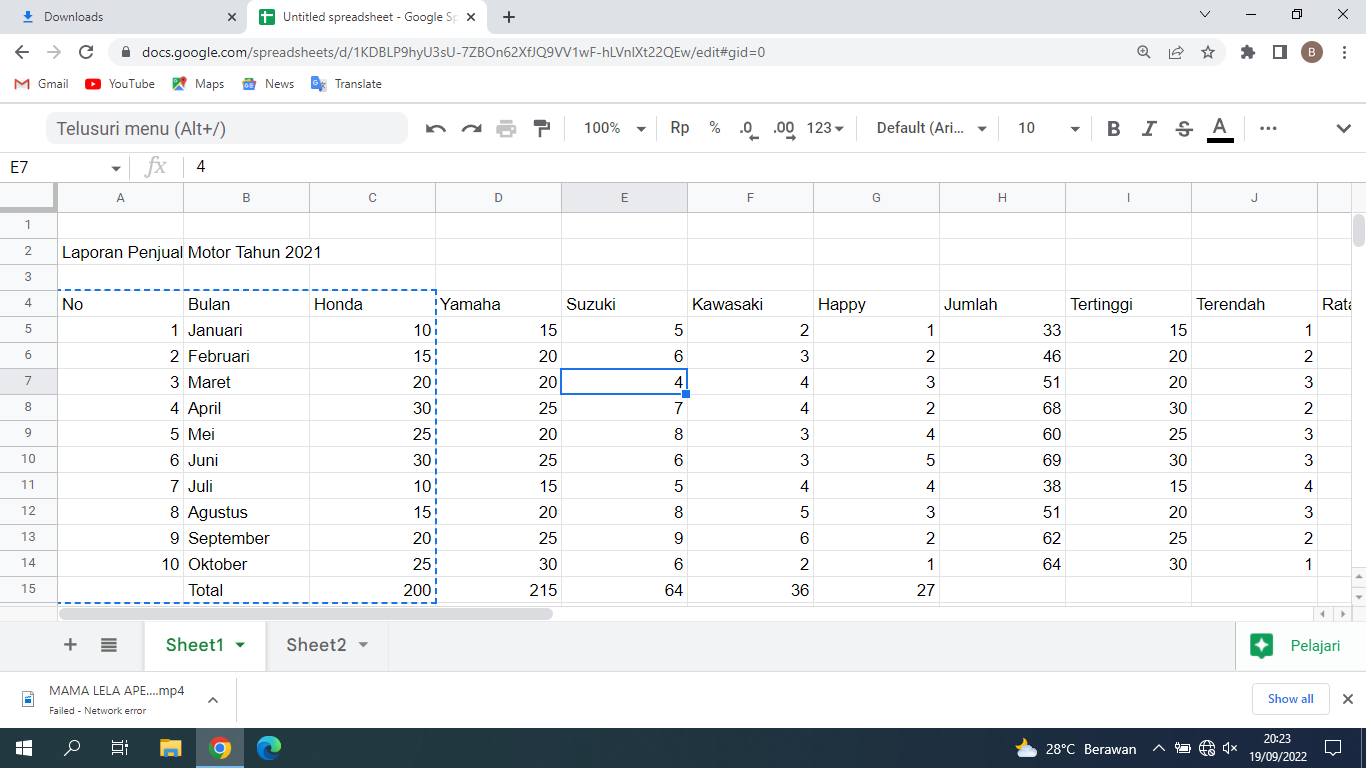 Downloads
Untitled spreadsheet - Google Sp
docs.google.com/spreadsheets/d/1KDBLP9hyU3sU-7ZBOn62XfJQ9VV1wF-hLVnlXt22QEw/edit#gid=0
B
Gmail YouTube Maps News Translate
Telusuri menu (Alt+/) 100% Rp % .0 .00 123 Default (Ari... 10 B I S A
E7 fx 4
A B C D E F G H I J
1
2 Laporan Penjual Motor Tahun 2021
3
4 No Bulan Honda Yamaha Suzuki Kawasaki Happy Jumlah Tertinggi Terendah Rata
5 1 Januari 10 15 5 2 1 33 15 1
6 2 Februari 15 20 6 3 2 46 20 2
7 3 Maret 20 20 4 4 3 51 20 3
8 4 April 30 25 7 4 2 68 30 2
9 5 Mei 25 20 8 3 4 60 25 3
10 6 Juni 30 25 6 3 5 69 30 3
11 7 Juli 10 15 5 4 4 38 15 4
12 8 Agustus 15 20 8 5 3 51 20 3
13 9 September 20 25 9 6 2 62 25 2
14 10 Oktober 25 30 6 2 1 64 30 1
15 Total 200 215 64 36 27
Sheet1 Sheet2 Pelajari
MAMA LELA APE....mp4
Failed - Network error
Show all
28°C Berawan
20:23
19/09/2022